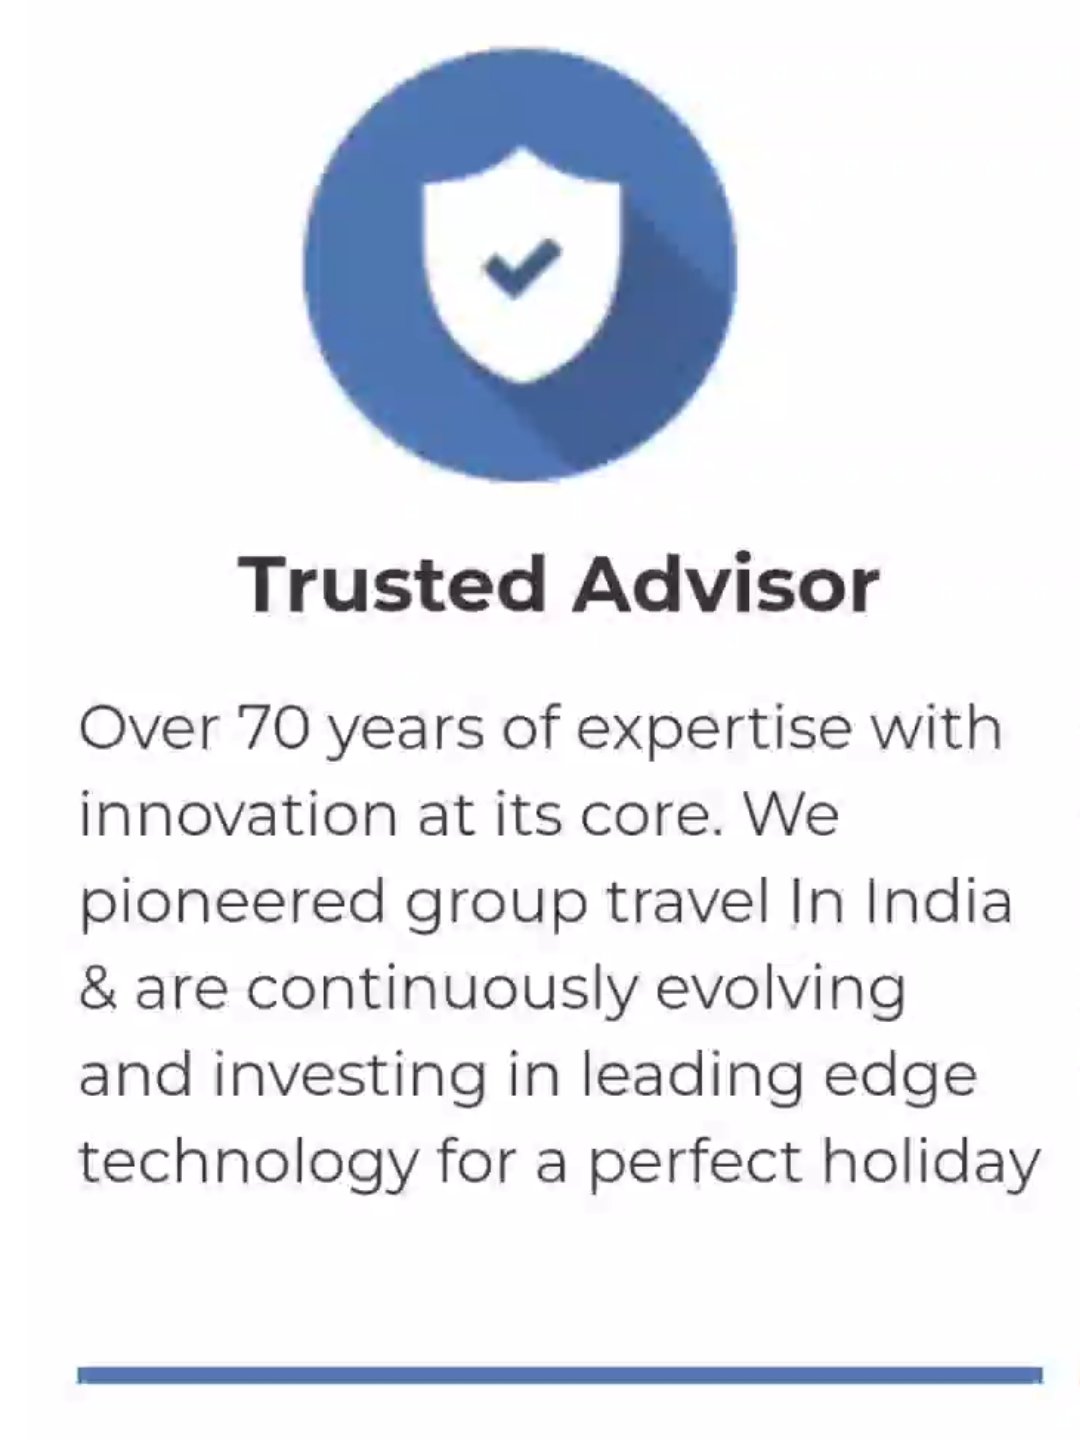 Trusted Advisor
Over 70 years of expertise with
innovation at its core. We
pioneered group travel In India
& are continuously evolving
and investing in leading edge
technology for a perfect holiday